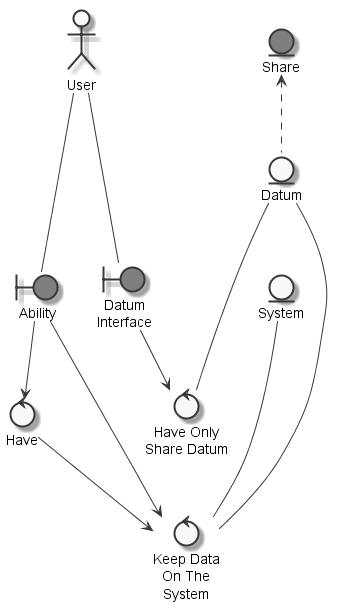 User
Share
Datum
Ability
Datum
Interface
System
Have
Have Only
Share Datum
Keep Data
On The
System